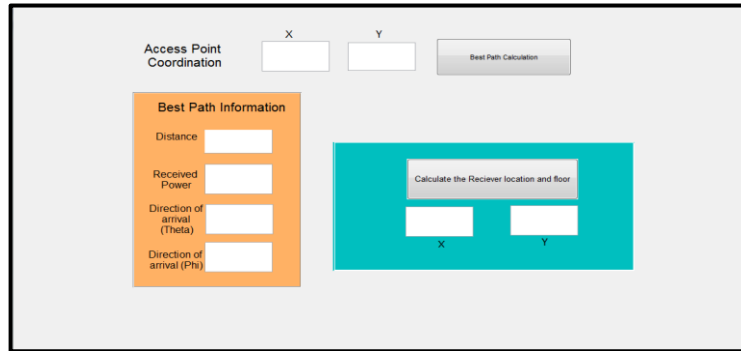 X Y
Access Point
Coordination
Best Path Calculation
Best Path Information
Distance
Received
Power
Direction of
arrival
(Theta)
Direction of
arrival (Phi)
Calculate the Reciever location and floor
X Y